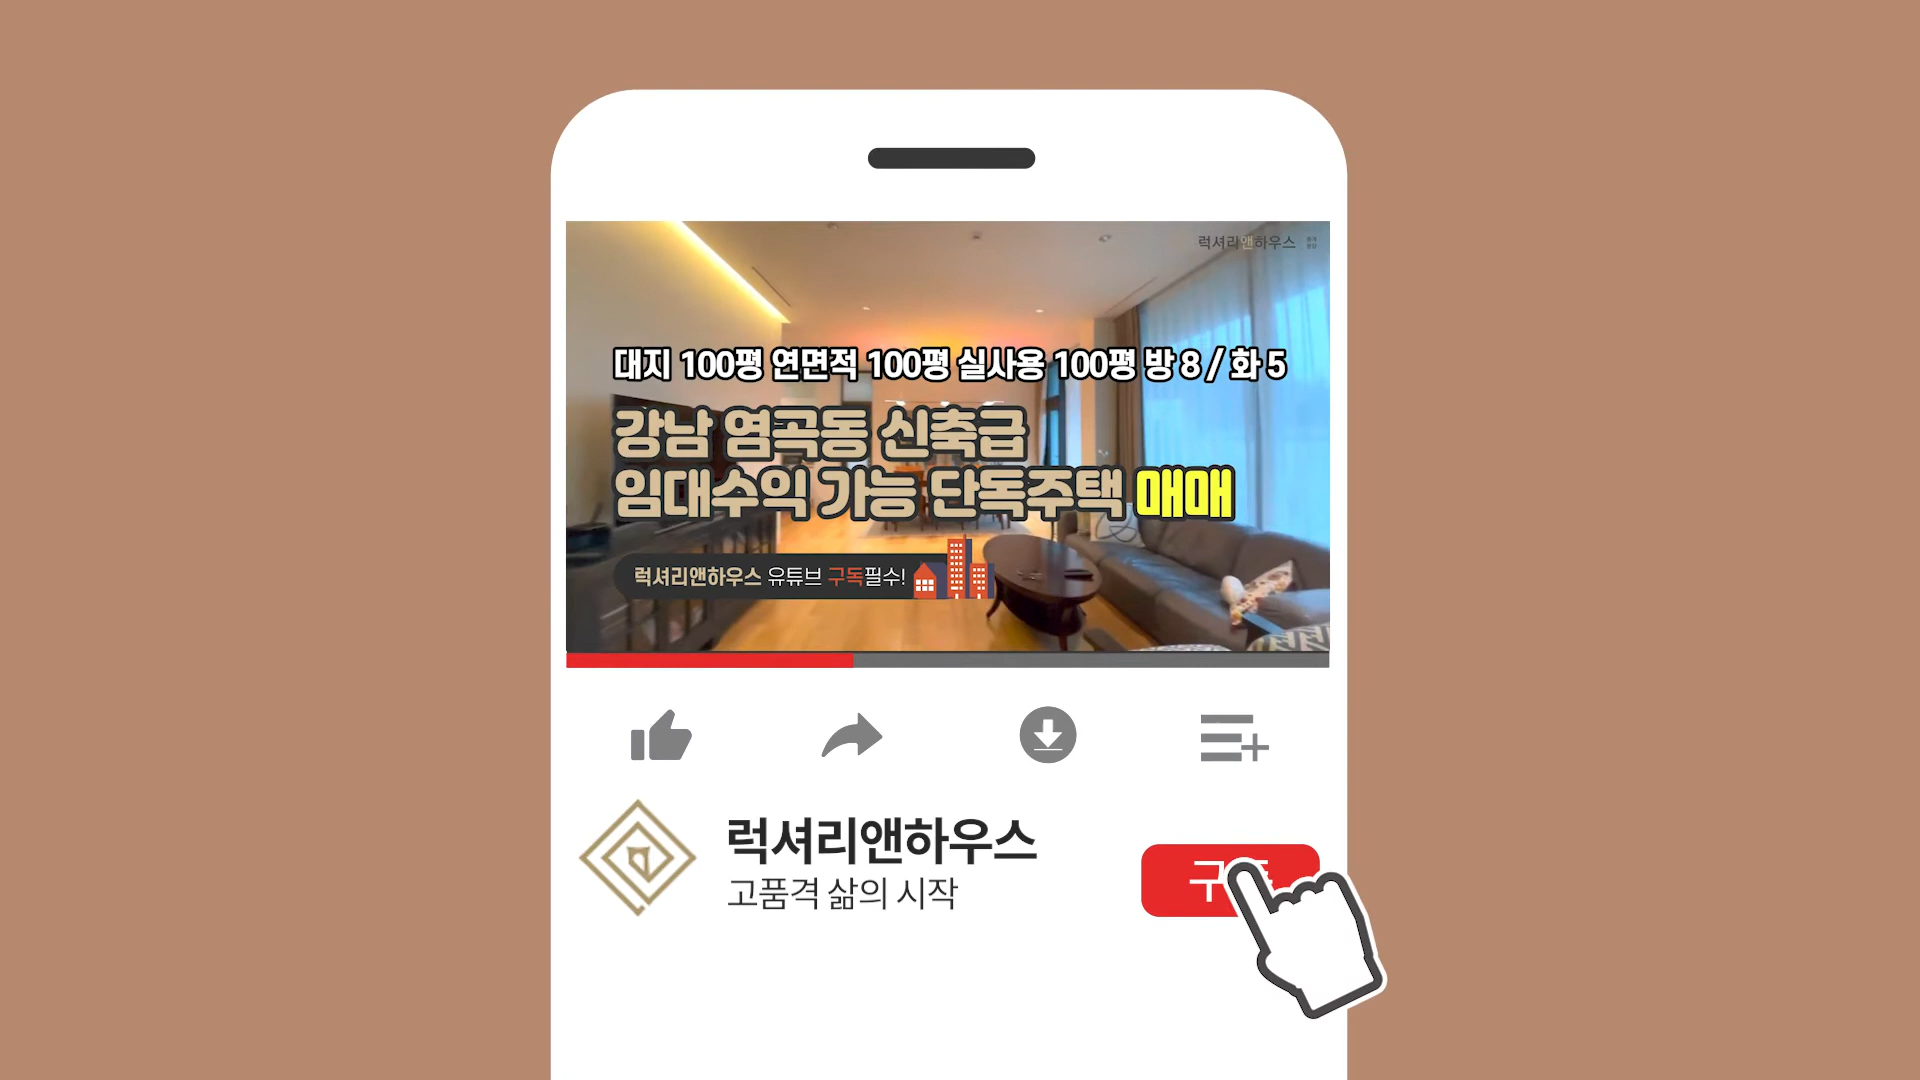 럭셔리앤하우스
대지 100평 연면적 100평 실사용 100평 방 8 / 화 5
강남 염곡동 신축급
임대수익 가능 단독주택 매매
럭셔리앤하우스 유튜브 구독필수!
럭셔리앤하우스
고품격 삶의 시작